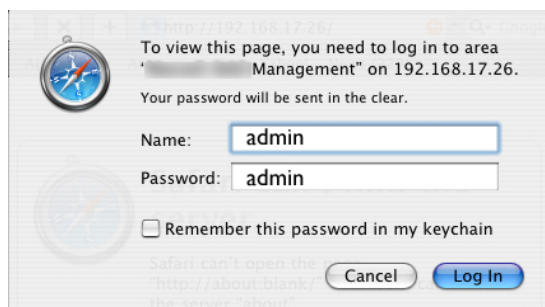 http://192.168.17.26/
To view this page, you need to log in to area
' Management" on 192.168.17.26.
Your password will be sent in the clear.
Name: admin
Password: admin
Remember this password in my keychain
Safari can't open the page
"http://about:blank/"
the server "about"
Cancel Log In